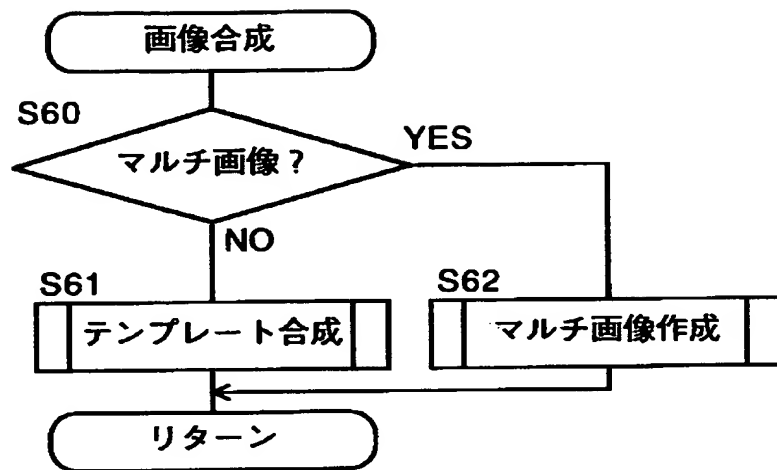 画像合成
S60
マルチ画像?
YES
NO
S61
テンプレート合成
S62
マルチ画像作成
リターン